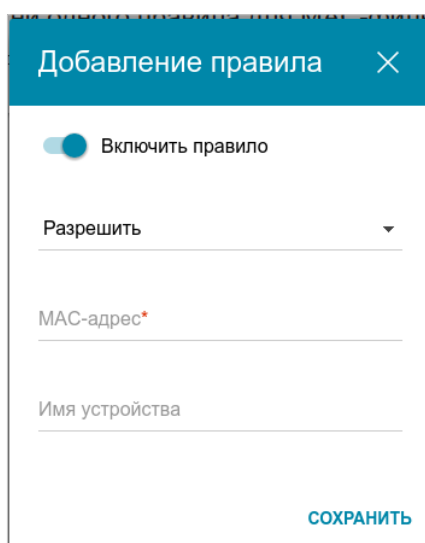 Добавление правила
Включить правило
Разрешить
MAC-адрес*
Имя устройства
СОХРАНИТЬ